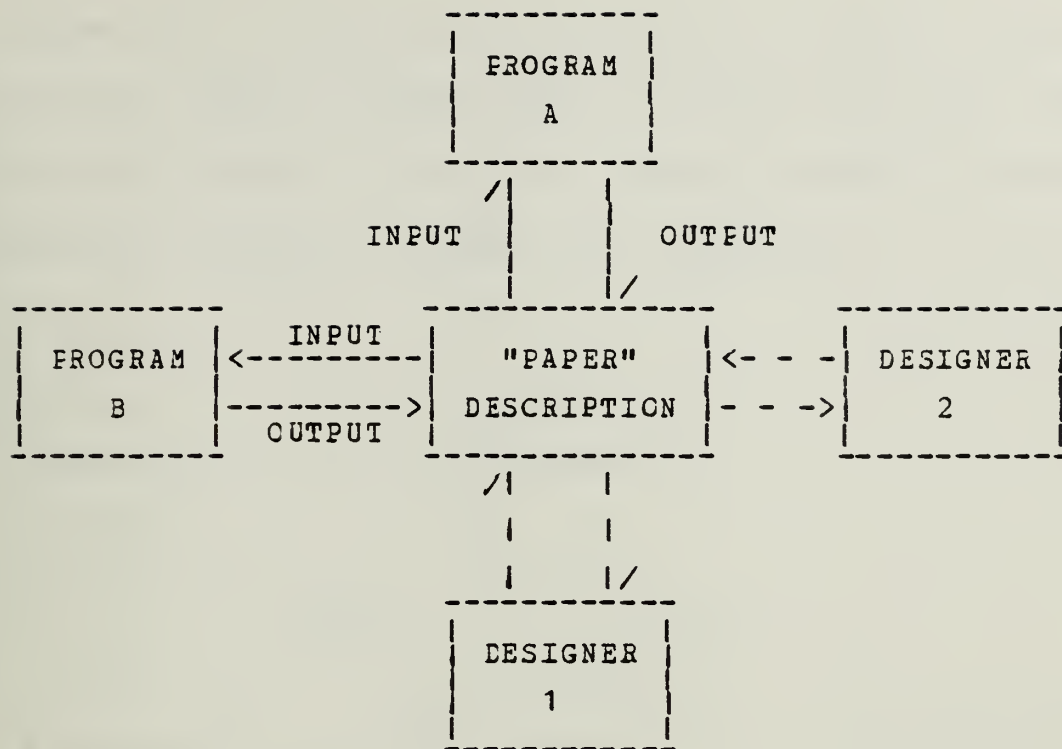 PROGRAM
A
INPUT OUTPUT
INPUT
PROGRAM "PAPER" DESIGNER
B DESCRIPTION 2
OUTPUT
DESIGNER
1